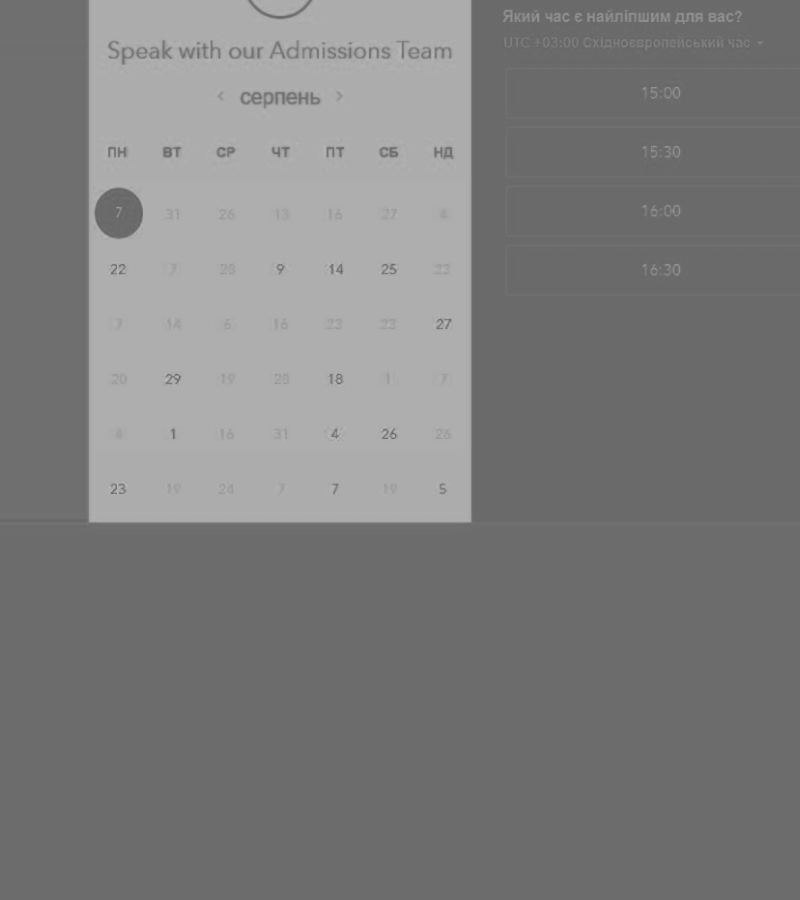 Speak with our Admissions Team
< серпень >
ПН ВТ СР ЧТ ПТ СБ НД
7 31 26 13 16 27 4
22 7 28 9 14 25 23
7 14 6 16 23 23 27
20 29 19 28 18 1 7
4 1 16 31 4 26 26
23 19 24 7 7 19 5
Який час є найліпшим для вас?
UTC +03:00 Східноєвропейський час
15:00
15:30
16:00
16:30